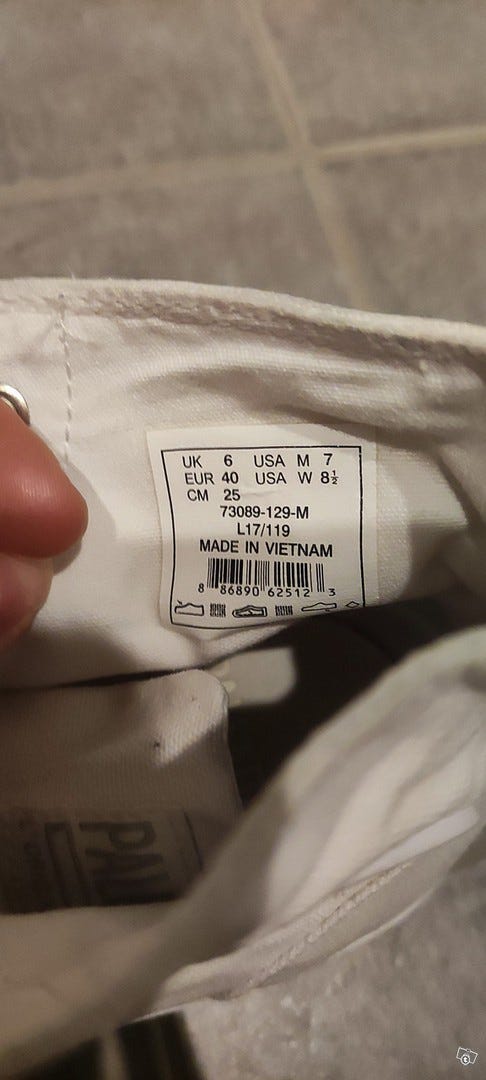 UK 6 USA M 7
EUR 40 USA W 8½
CM 25
73089-129-M
L17/119
MADE IN VIETNAM
8 86890 62512 3